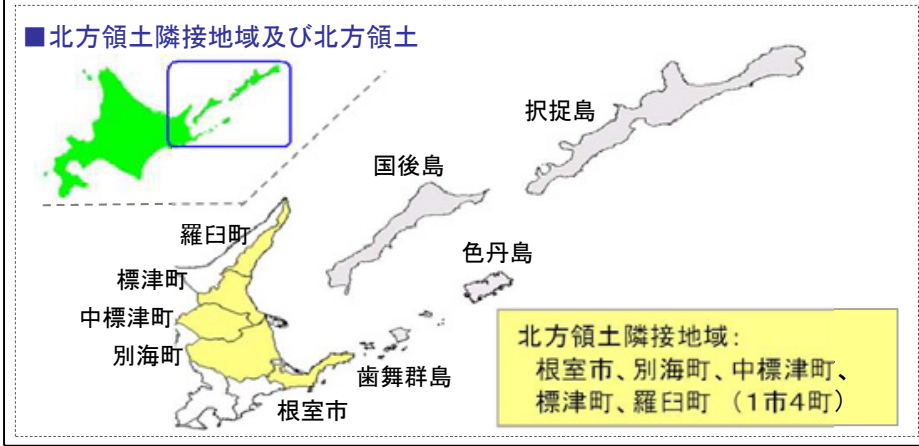 ■北方領土隣接地域及び北方領土
択捉島
国後島
羅臼町
色丹島
標津町
中標津町
別海町
歯舞群島
根室市
北方領土隣接地域:
根室市、別海町、中標津町、
標津町、羅臼町 (1市4町)